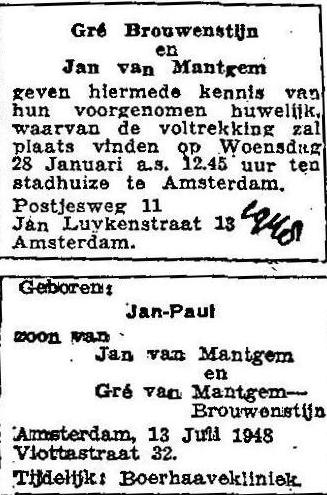 Gré Brouwenstijn
en
Jan van Mantgem
geven hiermede kennis van
hun voorgenomen huwelijk,
waarvan de voltrekking zal
plaats vinden op Woensdag
28 Januari a.s. 12.45 uur ten
stadhuize te Amsterdam.
Postjesweg 11
Jan Luykenstraat 13
Amsterdam.
1948
Geboren:
Jan-Paul
zoon van
Jan van Mantgem
en
Gré van Mantgem—
Brouwenstijn
Amsterdam, 13 Juli 1948
Viottastraat 32.
Tijdelijk: Boerhaavekliniek.